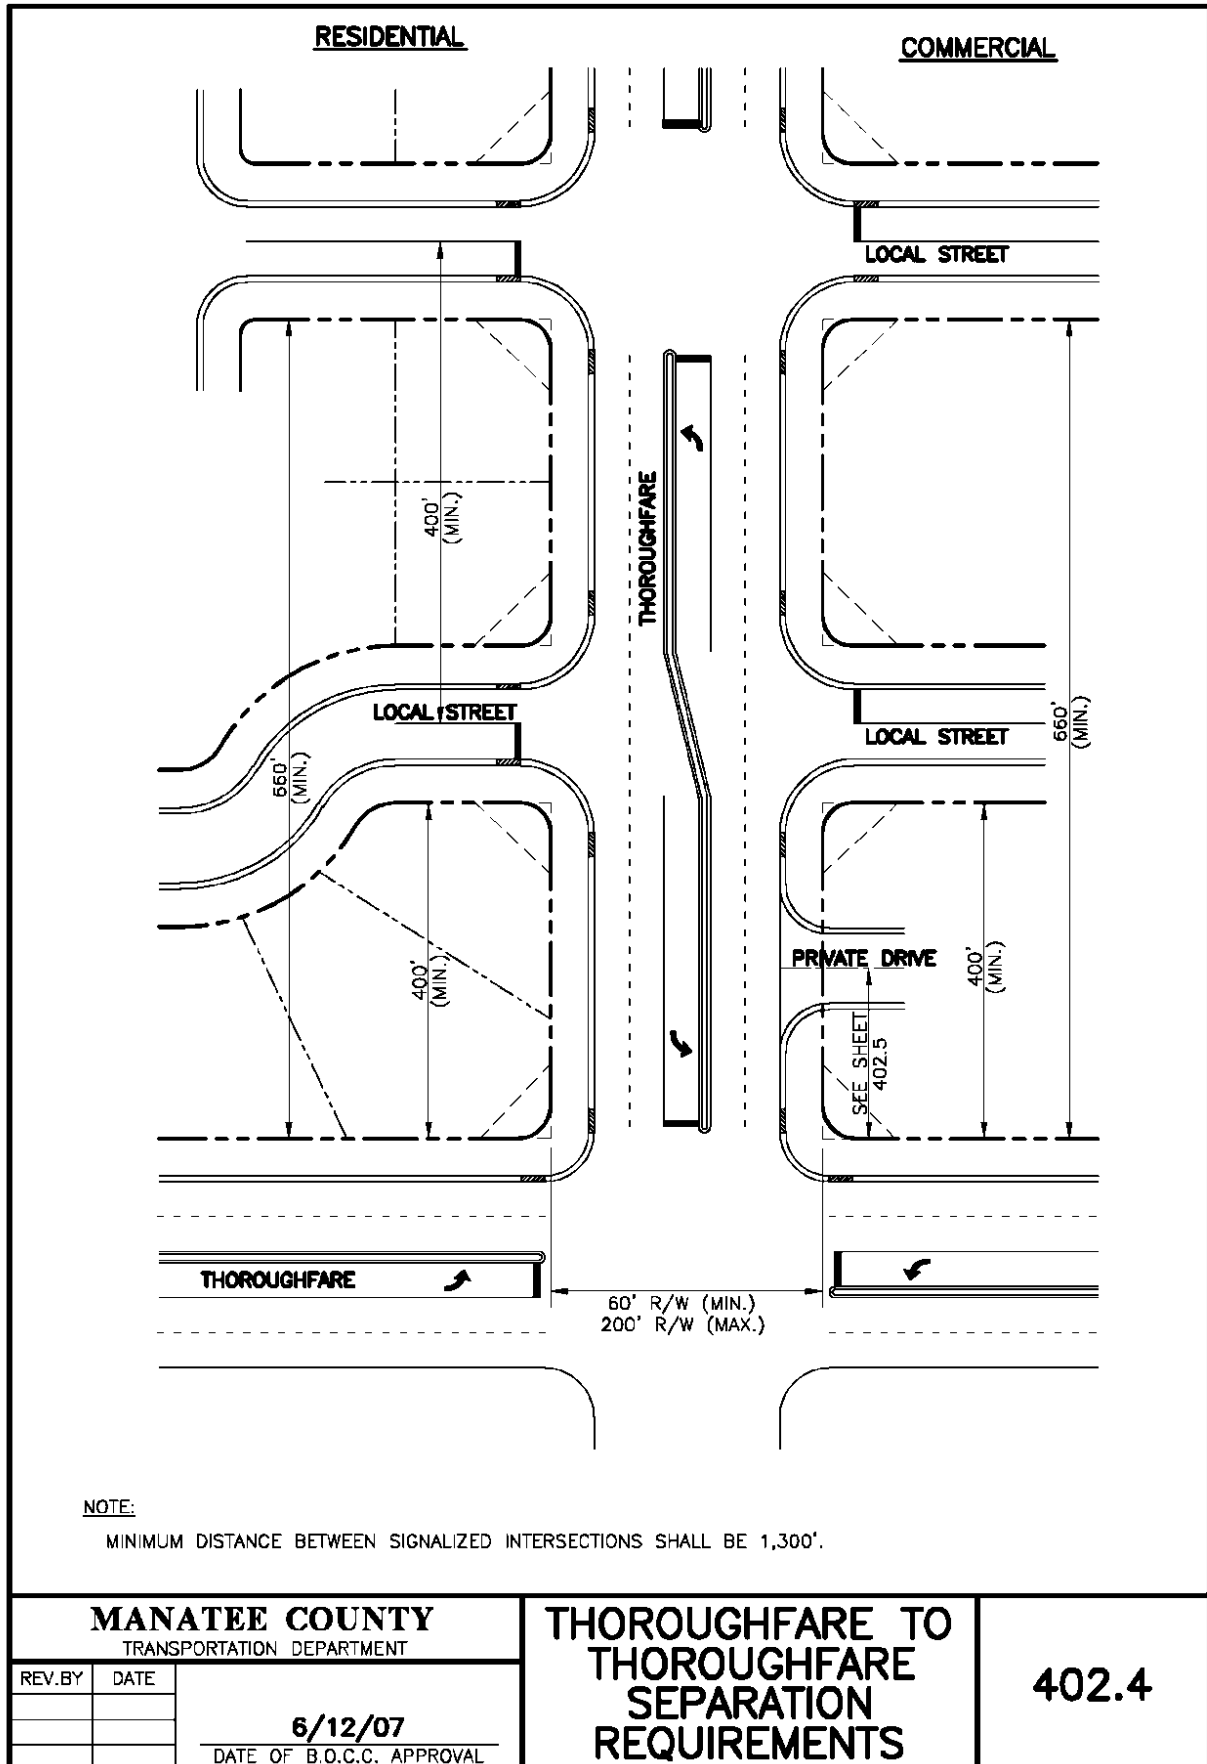 RESIDENTIAL
COMMERCIAL
LOCAL STREET
400'
(MIN.)
THOROUGHFARE
LOCAL STREET
LOCAL STREET
660'
(MIN.)
660'
(MIN.)
PRIVATE DRIVE
400'
(MIN.)
400'
(MIN.)
SEE SHEET
402.5
THOROUGHFARE
60' R/W (MIN.)
200' R/W (MAX.)
NOTE:
MINIMUM DISTANCE BETWEEN SIGNALIZED INTERSECTIONS SHALL BE 1,300'.
MANATEE COUNTY
TRANSPORTATION DEPARTMENT
REV.BY DATE
6/12/07
DATE OF B.O.C.C. APPROVAL
THOROUGHFARE TO
THOROUGHFARE
SEPARATION
REQUIREMENTS
402.4